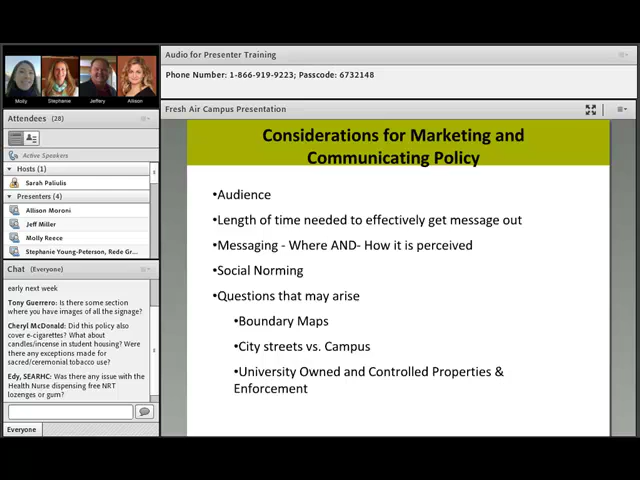 Molly
Stephanie
Jeffery
Allison
Attendees (28)
Active Speakers
Hosts (1)
Sarah Paliulis
Presenters (4)
Allison Moroni
Jeff Miller
Molly Reece
Stephanie Young-Peterson, Rede Gr...
Chat (Everyone)
early next week
Tony Guerrero: Is there some section
where you have images of all the signage?
Cheryl McDonald: Did this policy
also cover e-cigarettes? What about
candles/incense in student housing? Were
there any exceptions made for
sacred/ceremonial tobacco use?
Edy, SEARHC: Was there any issue with the
Health Nurse dispensing free NRT
lozenges or gum?
Everyone
Audio for Presenter Training
Phone Number: 1-866-919-9223; Passcode: 6732148
Fresh Air Campus Presentation
Considerations for Marketing and
Communicating Policy
•Audience
•Length of time needed to effectively get message out
•Messaging - Where AND- How it is perceived
•Social Norming
•Questions that may arise
•Boundary Maps
•City streets vs. Campus
•University Owned and Controlled Properties &
Enforcement